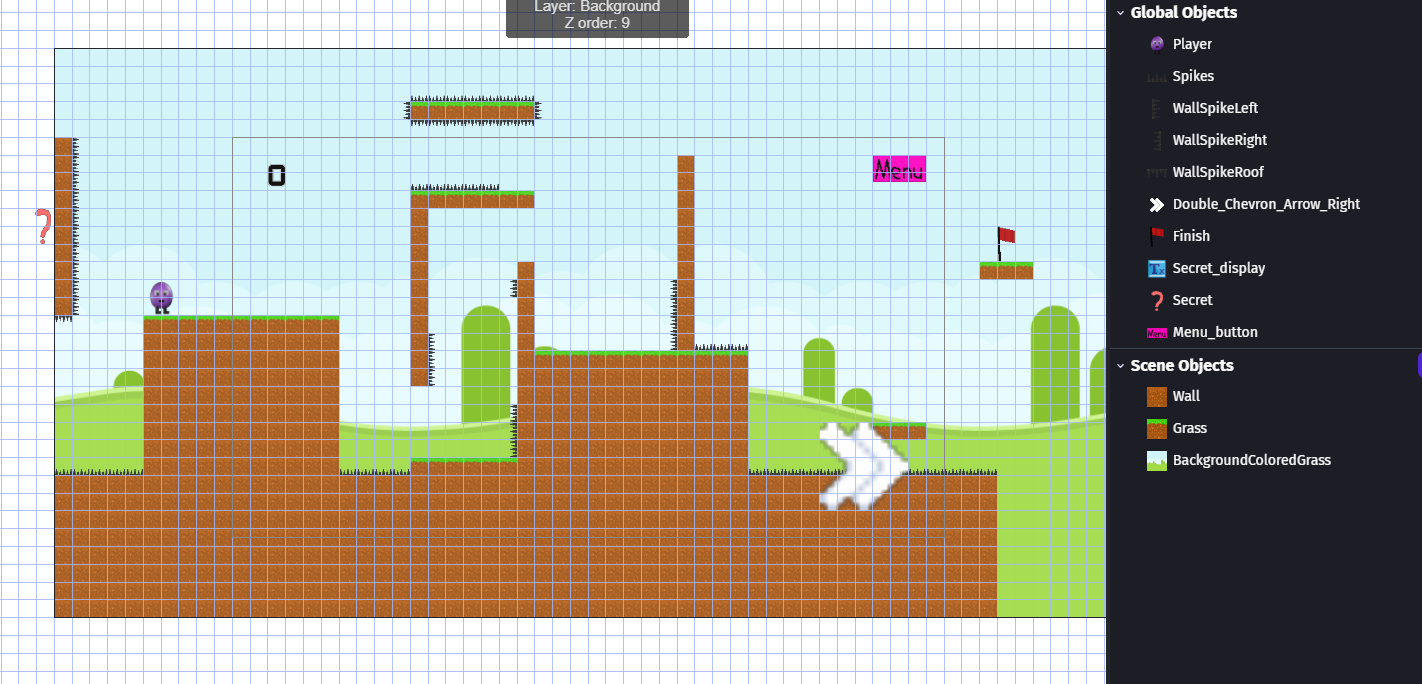 Layer: Background
Z order: 9
0
Menu
?
Global Objects
Player
Spikes
WallSpikeLeft
WallSpikeRight
WallSpikeRoof
Double_Chevron_Arrow_Right
Finish
Secret_display
Secret
Menu_button
Scene Objects
Wall
Grass
BackgroundColoredGrass